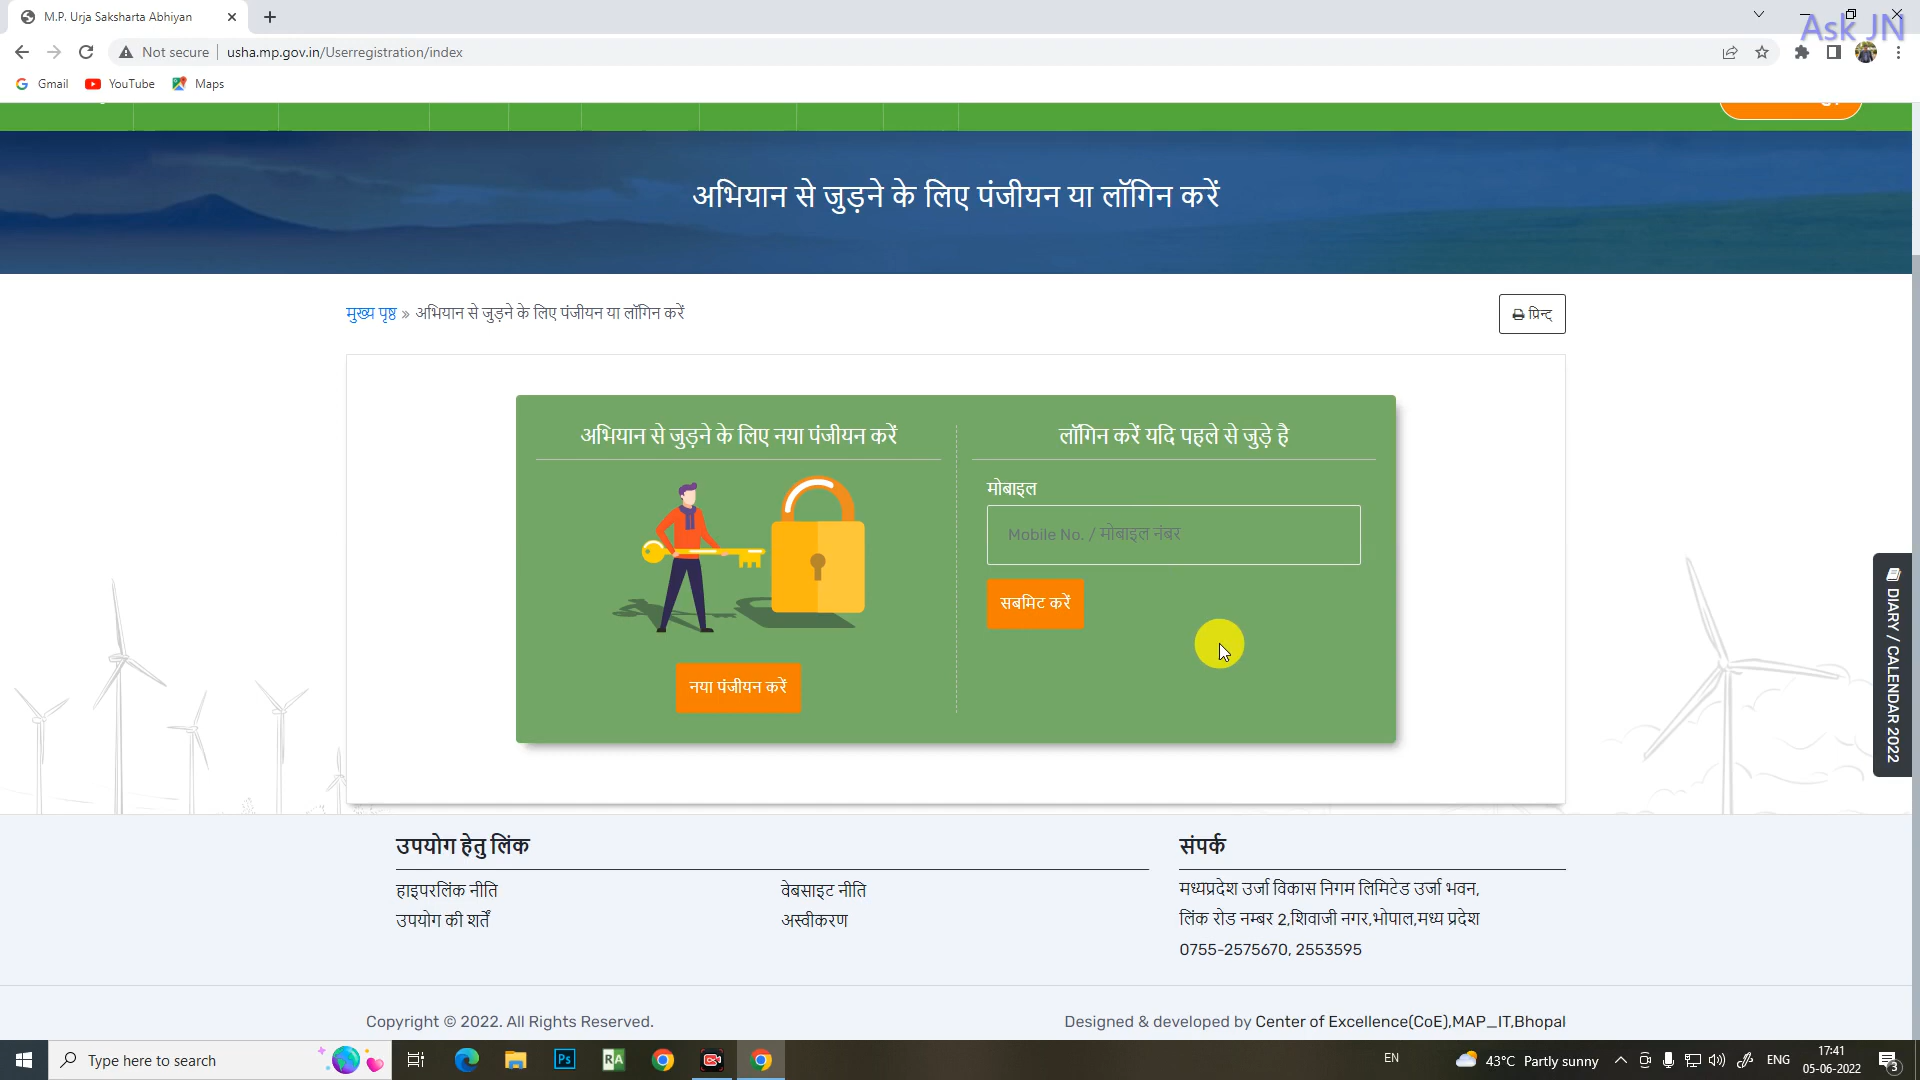 M.P. Urja Saksharta Abhiyan
Ask JN
Not secure
usha.mp.gov.in/Userregistration/index
Gmail
YouTube
Maps
अभियान से जुड़ने के लिए पंजीयन या लॉगिन करें
मुख्य पृष्ठ » अभियान से जुड़ने के लिए पंजीयन या लॉगिन करें
प्रिन्ट्
अभियान से जुड़ने के लिए नया पंजीयन करें
नया पंजीयन करें
लॉगिन करें यदि पहले से जुड़े है
मोबाइल
Mobile No. / मोबाइल नंबर
सबमिट करें
DIARY / CALENDAR 2022
उपयोग हेतु लिंक
हाइपरलिंक नीति
वेबसाइट नीति
उपयोग की शर्तें
अस्वीकरण
संपर्क
मध्यप्रदेश उर्जा विकास निगम लिमिटेड उर्जा भवन,
लिंक रोड नम्बर 2,शिवाजी नगर,भोपाल,मध्य प्रदेश
0755-2575670, 2553595
Copyright © 2022. All Rights Reserved.
Designed & developed by Center of Excellence(CoE),MAP_IT,Bhopal
Type here to search
Ps
RA
EN
43°C Partly sunny
ENG
17:41
05-06-2022
3